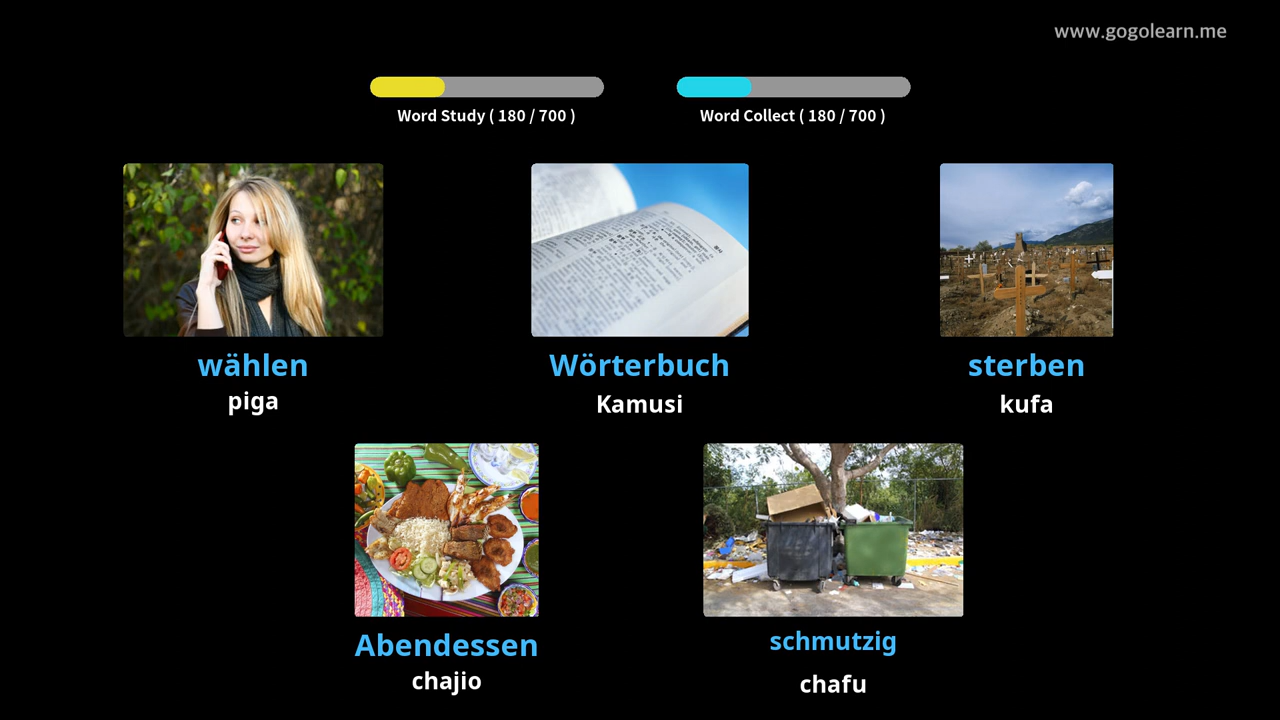 www.gogolearn.me
Word Study ( 180 / 700 )
Word Collect ( 180 / 700 )
wählen
piga
Wörterbuch
Kamusi
sterben
kufa
Abendessen
chajio
schmutzig
chafu